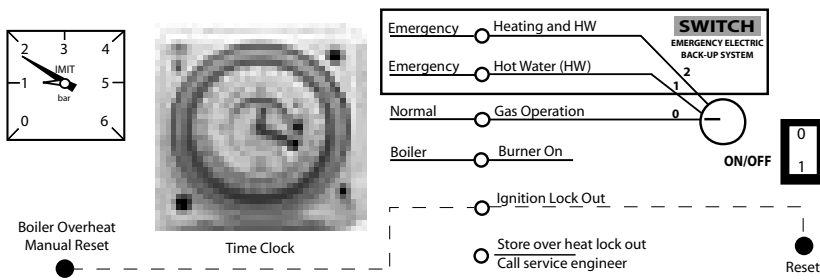 2 3 4
IMIT
1 5
bar
0 6
Boiler Overheat
Manual Reset
Time Clock
Emergency Heating and HW
SWITCH
EMERGENCY ELECTRIC
BACK-UP SYSTEM
Emergency Hot Water (HW)
2
1
Normal Gas Operation 0
Boiler Burner On
ON/OFF
0
1
Ignition Lock Out
Store over heat lock out
Call service engineer
Reset